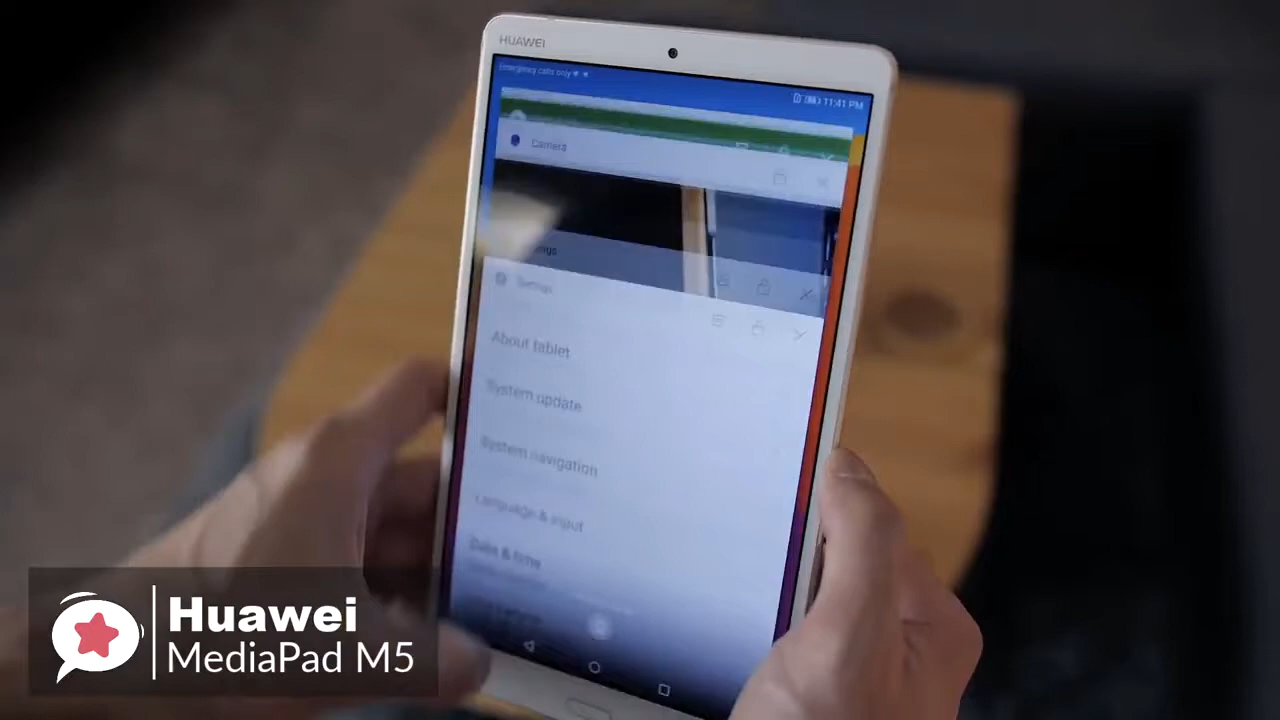 HUAWEI
Emergency calls only
11:41 PM
Camera
Settings
About tablet
System update
System navigation
Language & input
Date & time
Huawei
MediaPad M5